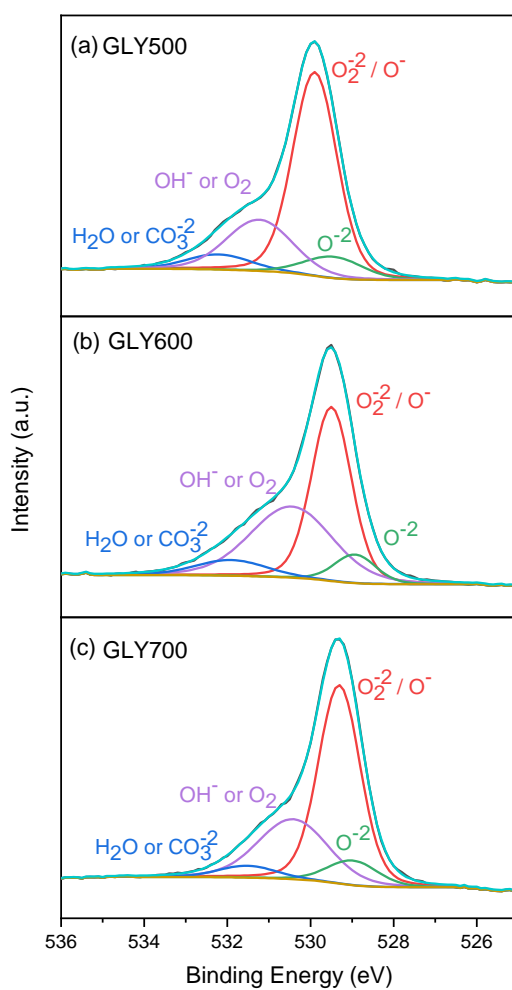 (a) GLY500
O₂⁻² / O⁻
OH⁻ or O₂
H₂O or CO₃⁻²
O⁻²
(b) GLY600
O₂⁻² / O⁻
OH⁻ or O₂
H₂O or CO₃⁻²
O⁻²
(c) GLY700
O₂⁻² / O⁻
OH⁻ or O₂
H₂O or CO₃⁻²
O⁻²
Intensity (a.u.)
536 534 532 530 528 526
Binding Energy (eV)